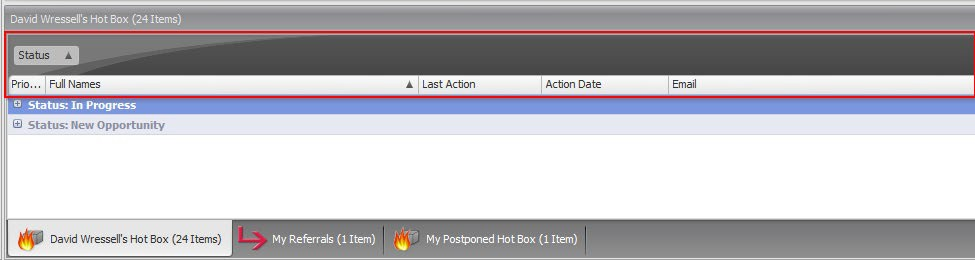 David Wressell's Hot Box (24 Items)
Status
Prio... Full Names Last Action Action Date Email
Status: In Progress
Status: New Opportunity
David Wressell's Hot Box (24 Items) My Referrals (1 Item) My Postponed Hot Box (1 Item)